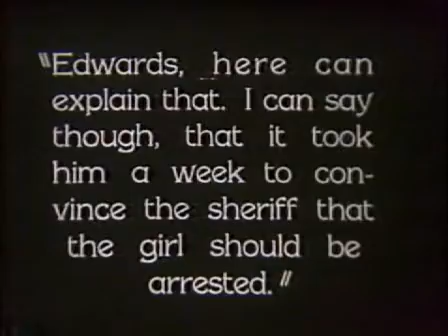 "Edwards, here can
explain that. I can say
though, that it took
him a week to con-
vince the sheriff that
the girl should be
arrested."